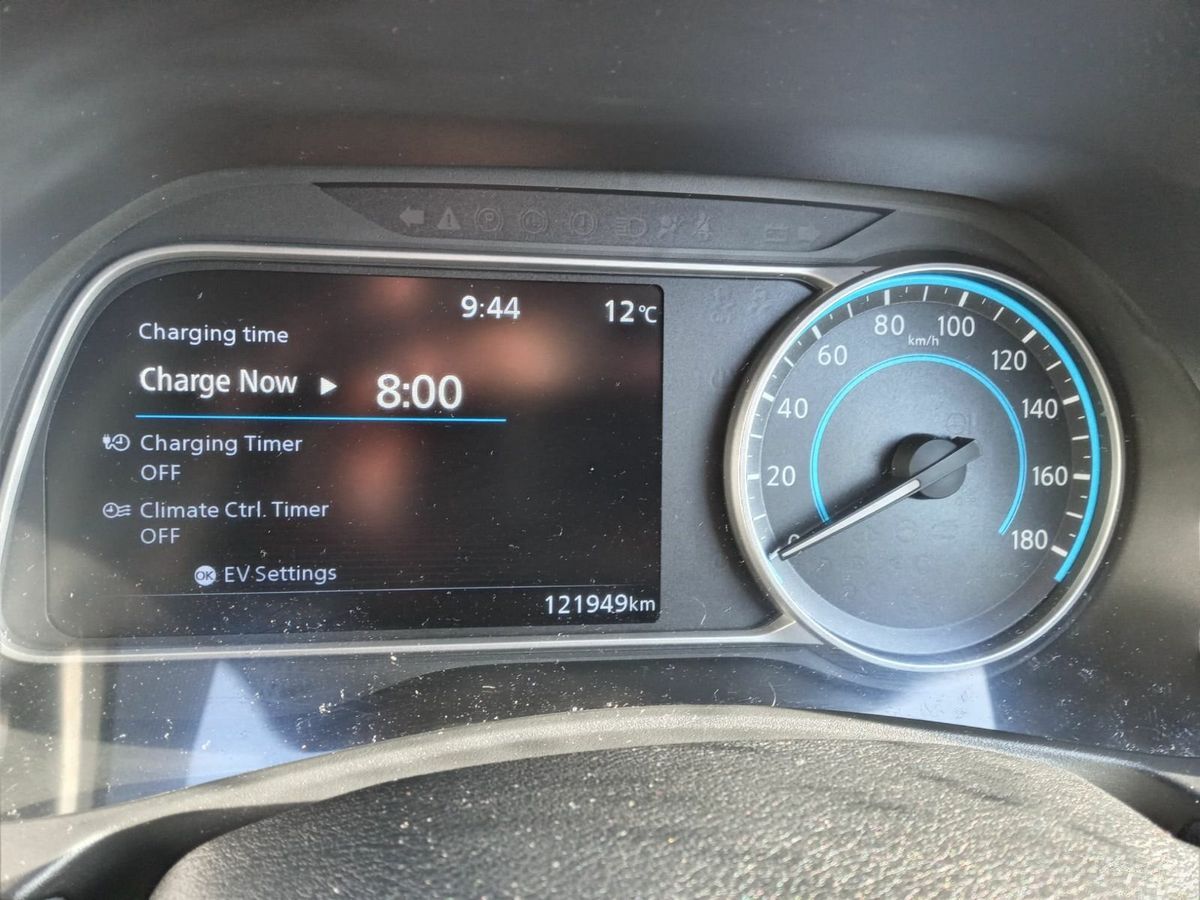 9:44 12℃
Charging time
Charge Now ▶ 8:00
Charging Timer
OFF
Climate Ctrl. Timer
OFF
OK EV Settings
121949km
0
20
40
60
80
100
120
140
160
180
km/h